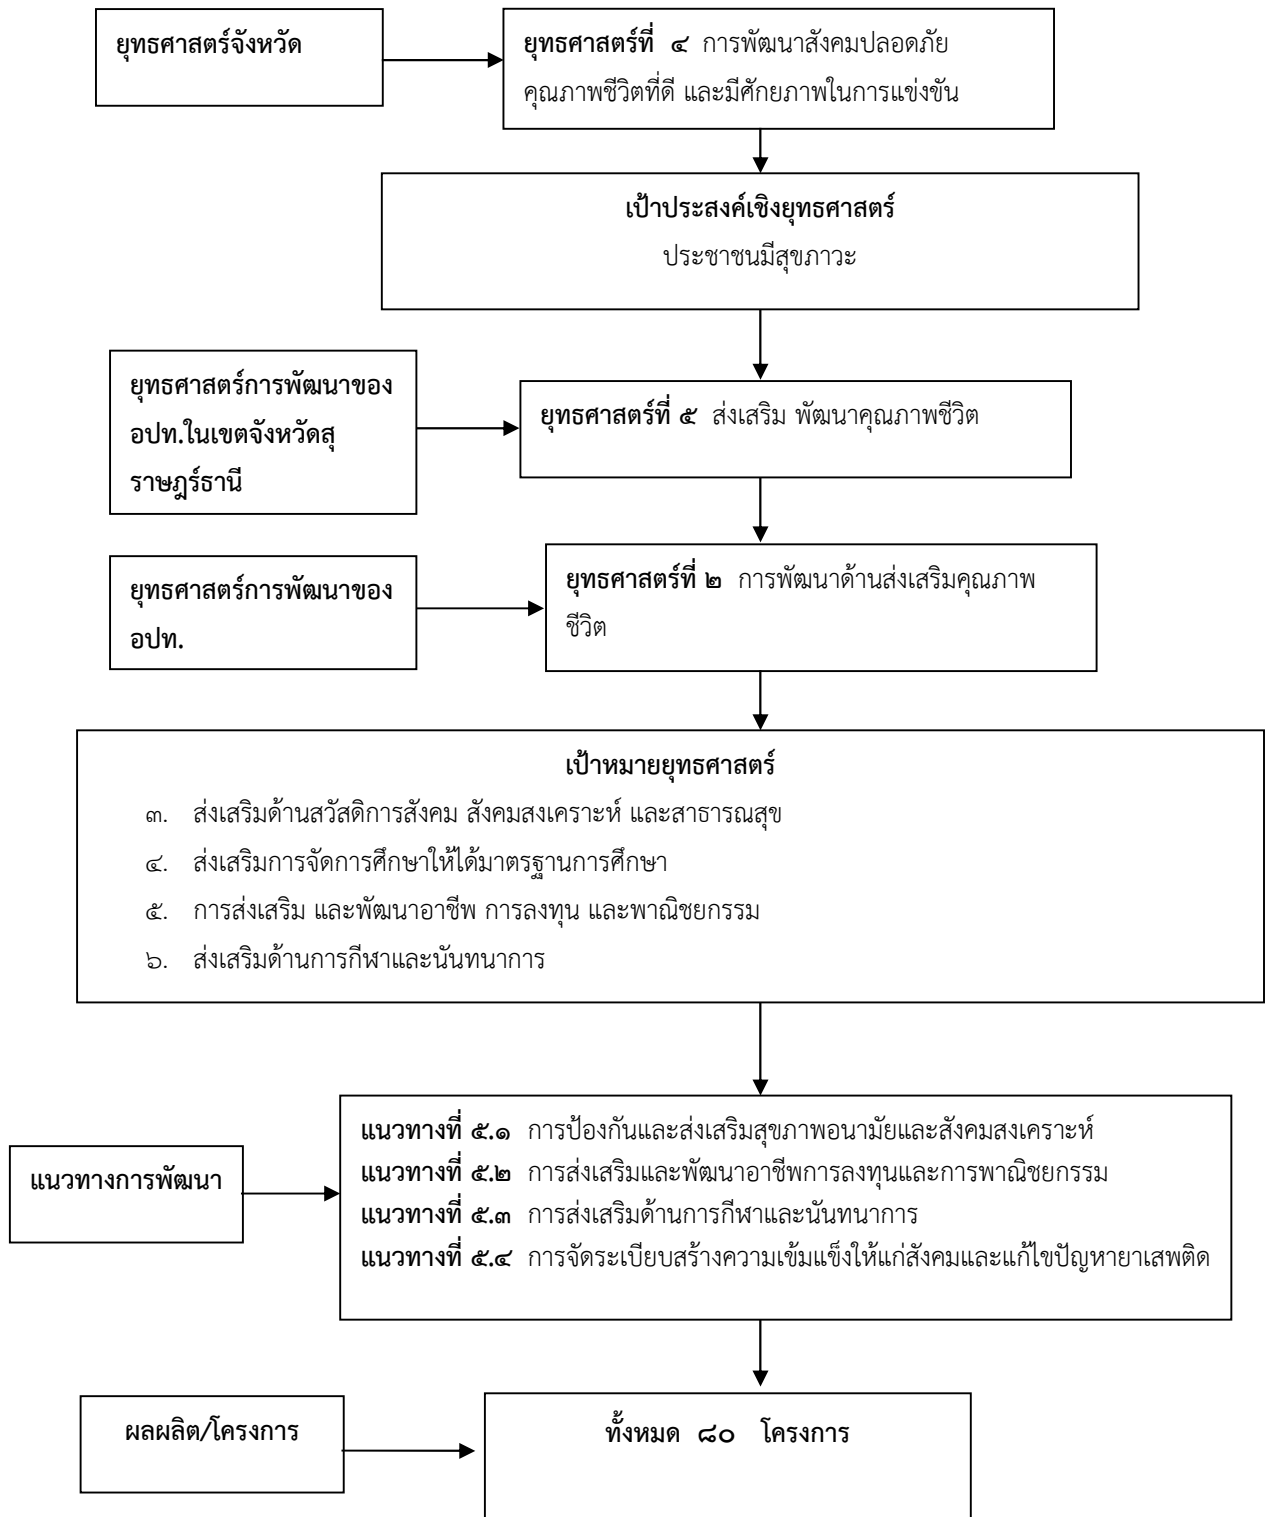 ยุทธศาสตร์จังหวัด
ยุทธศาสตร์ที่ ๔ การพัฒนาสังคมปลอดภัย
คุณภาพชีวิตที่ดี และมีศักยภาพในการแข่งขัน
เป้าประสงค์เชิงยุทธศาสตร์
ประชาชนมีสุขภาวะ
ยุทธศาสตร์การพัฒนาของ
อปท.ในเขตจังหวัดสุ
ราษฎร์ธานี
ยุทธศาสตร์ที่ ๕ ส่งเสริม พัฒนาคุณภาพชีวิต
ยุทธศาสตร์การพัฒนาของ
อปท.
ยุทธศาสตร์ที่ ๒ การพัฒนาด้านส่งเสริมคุณภาพ
ชีวิต
เป้าหมายยุทธศาสตร์
๓. ส่งเสริมด้านสวัสดิการสังคม สังคมสงเคราะห์ และสาธารณสุข
๔. ส่งเสริมการจัดการศึกษาให้ได้มาตรฐานการศึกษา
๕. การส่งเสริม และพัฒนาอาชีพ การลงทุน และพาณิชยกรรม
๖. ส่งเสริมด้านการกีฬาและนันทนาการ
แนวทางการพัฒนา
แนวทางที่ ๕.๑ การป้องกันและส่งเสริมสุขภาพอนามัยและสังคมสงเคราะห์
แนวทางที่ ๕.๒ การส่งเสริมและพัฒนาอาชีพการลงทุนและการพาณิชยกรรม
แนวทางที่ ๕.๓ การส่งเสริมด้านการกีฬาและนันทนาการ
แนวทางที่ ๕.๔ การจัดระเบียบสร้างความเข้มแข็งให้แก่สังคมและแก้ไขปัญหายาเสพติด
ผลผลิต/โครงการ
ทั้งหมด ๘๐ โครงการ